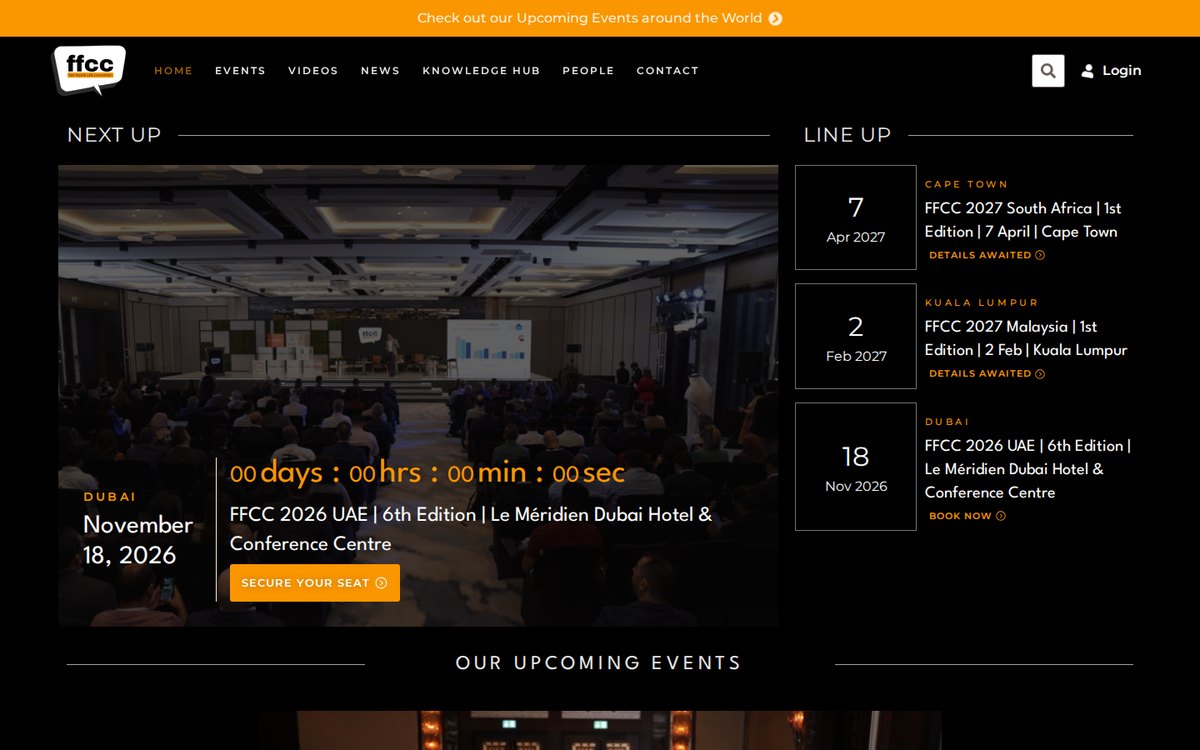 Check out our Upcoming Events around the World
ffcc
HOME
EVENTS
VIDEOS
NEWS
KNOWLEDGE HUB
PEOPLE
CONTACT
Login
NEXT UP
DUBAI
November
18, 2026
00 days : 00 hrs : 00 min : 00 sec
FFCC 2026 UAE | 6th Edition | Le Méridien Dubai Hotel &
Conference Centre
SECURE YOUR SEAT
LINE UP
7
Apr 2027
CAPE TOWN
FFCC 2027 South Africa | 1st
Edition | 7 April | Cape Town
DETAILS AWAITED
2
Feb 2027
KUALA LUMPUR
FFCC 2027 Malaysia | 1st
Edition | 2 Feb | Kuala Lumpur
DETAILS AWAITED
18
Nov 2026
DUBAI
FFCC 2026 UAE | 6th Edition |
Le Méridien Dubai Hotel &
Conference Centre
BOOK NOW
OUR UPCOMING EVENTS